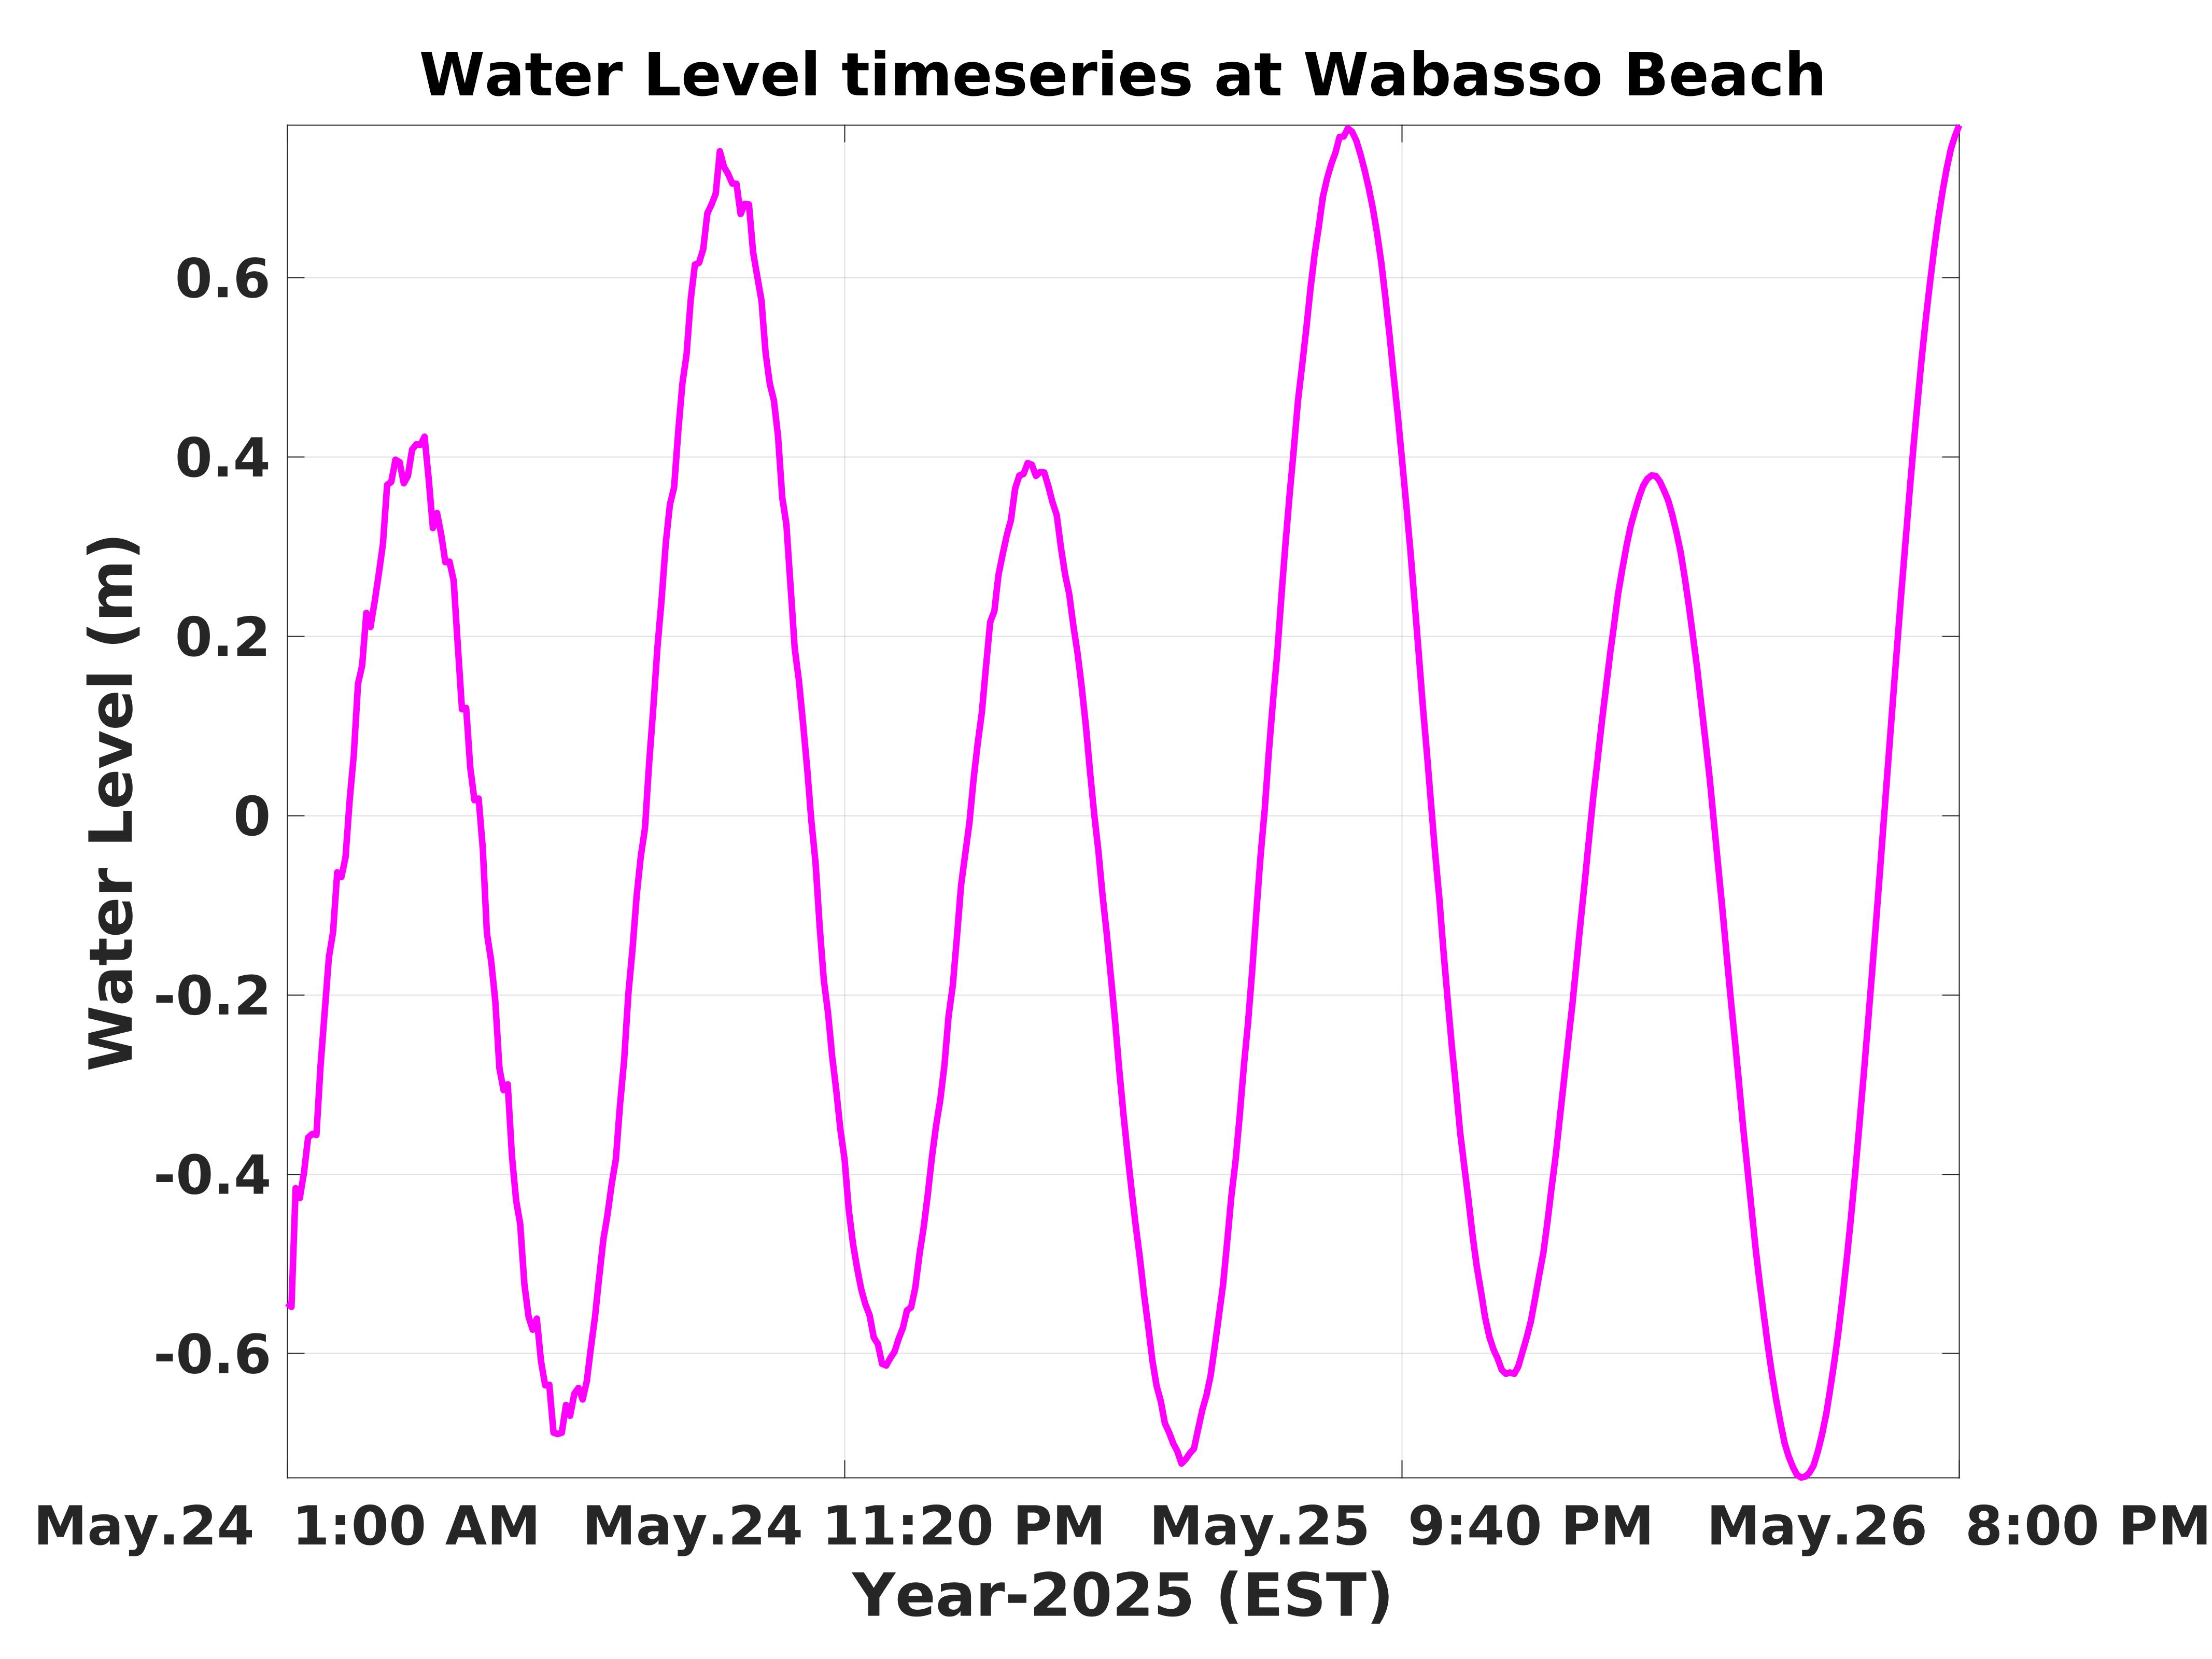 Water Level timeseries at Wabasso Beach
Water Level (m)
0.6
0.4
0.2
0
-0.2
-0.4
-0.6
May.24 1:00 AM May.24 11:20 PM May.25 9:40 PM May.26 8:00 PM
Year-2025 (EST)